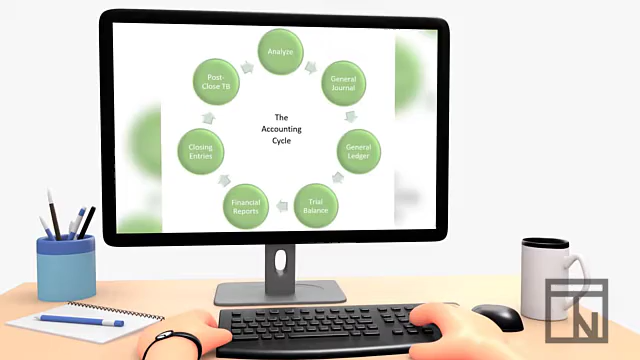 Analyze
General
Journal
General
Ledger
Trial
Balance
Financial
Reports
Closing
Entries
Post-
Close TB
The
Accounting
Cycle
N